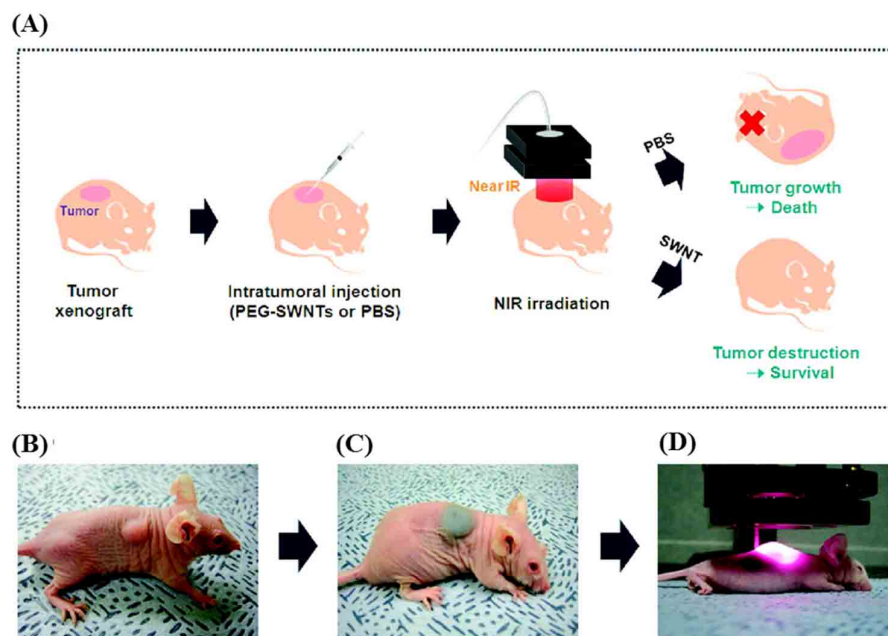 (A)
Tumor
Tumor
xenograft
Intratumoral injection
(PEG-SWNTs or PBS)
Near IR
NIR irradiation
PBS
SWNT
Tumor growth
→ Death
Tumor destruction
→ Survival
(B)
(C)
(D)